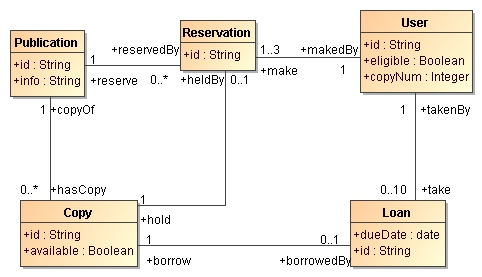 Publication
+id : String
+info : String
1
+reservedBy
+reserve
0..*
Reservation
+id : String
1..3
+makedBy
+make
1
User
+id : String
+eligible : Boolean
+copyNum : Integer
+heldBy
0..1
1
+copyOf
1
+takenBy
0..*
+hasCopy
0..10
+take
Copy
+id : String
+available : Boolean
1
+hold
1
+borrow
0..1
+borrowedBy
Loan
+dueDate : date
+id : String